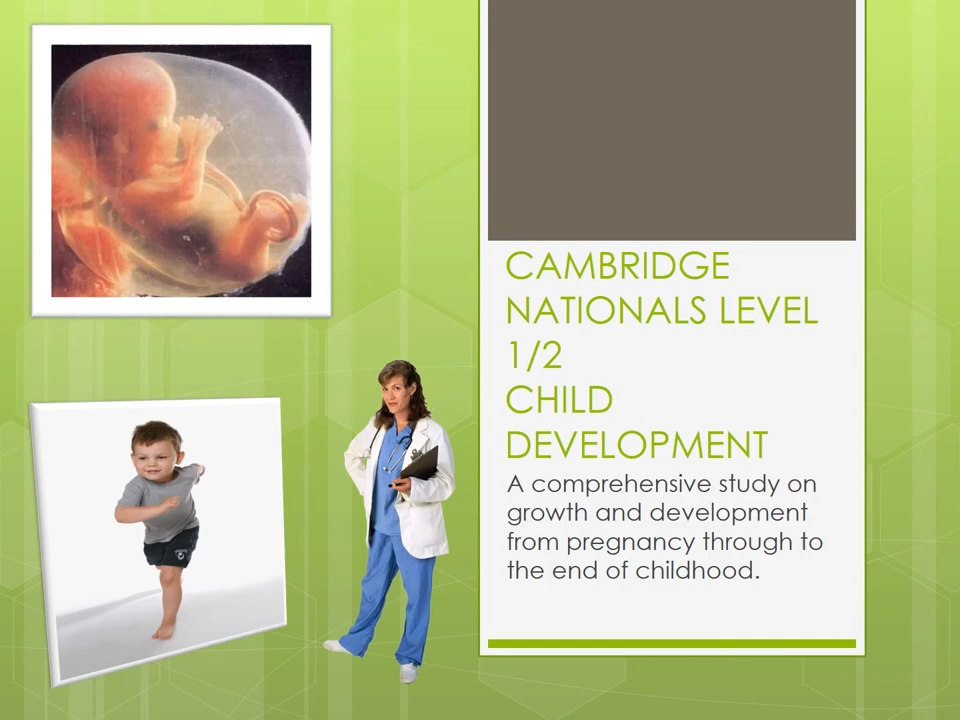 CAMBRIDGE
NATIONALS LEVEL
1/2
CHILD
DEVELOPMENT
A comprehensive study on
growth and development
from pregnancy through to
the end of childhood.